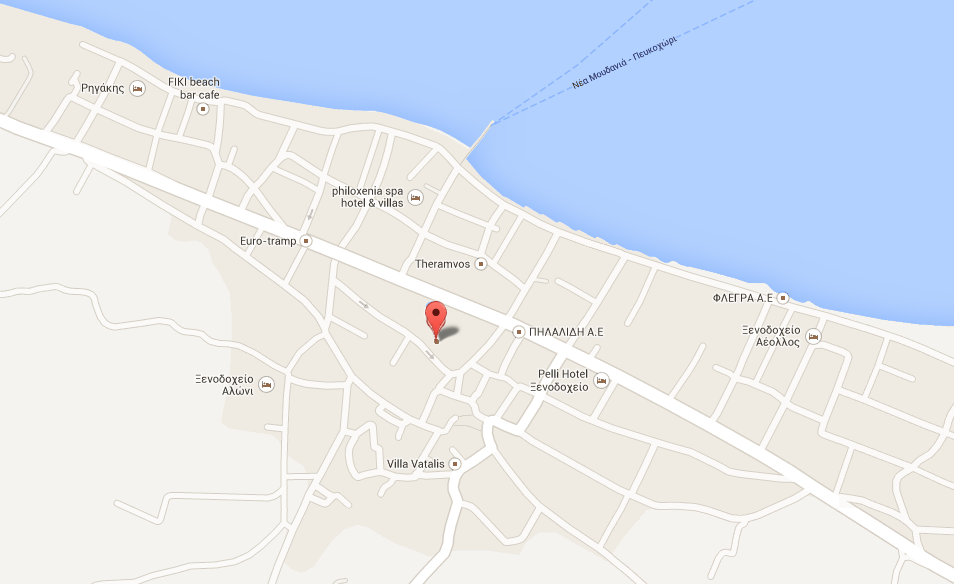 Νέα Μουδανιά - Πευκοχώρι
FIKI beach
bar cafe
Ρηγάκης
philoxenia spa
hotel & villas
Euro-tramp
Theramvos
ΦΛΕΓΡΑ Α.Ε
ΠΗΛΑΛΙΔΗ Α.Ε
Ξενοδοχείο
Αέολλος
Pelli Hotel
Ξενοδοχείο
Ξενοδοχείο
Αλώνι
Villa Vatalis